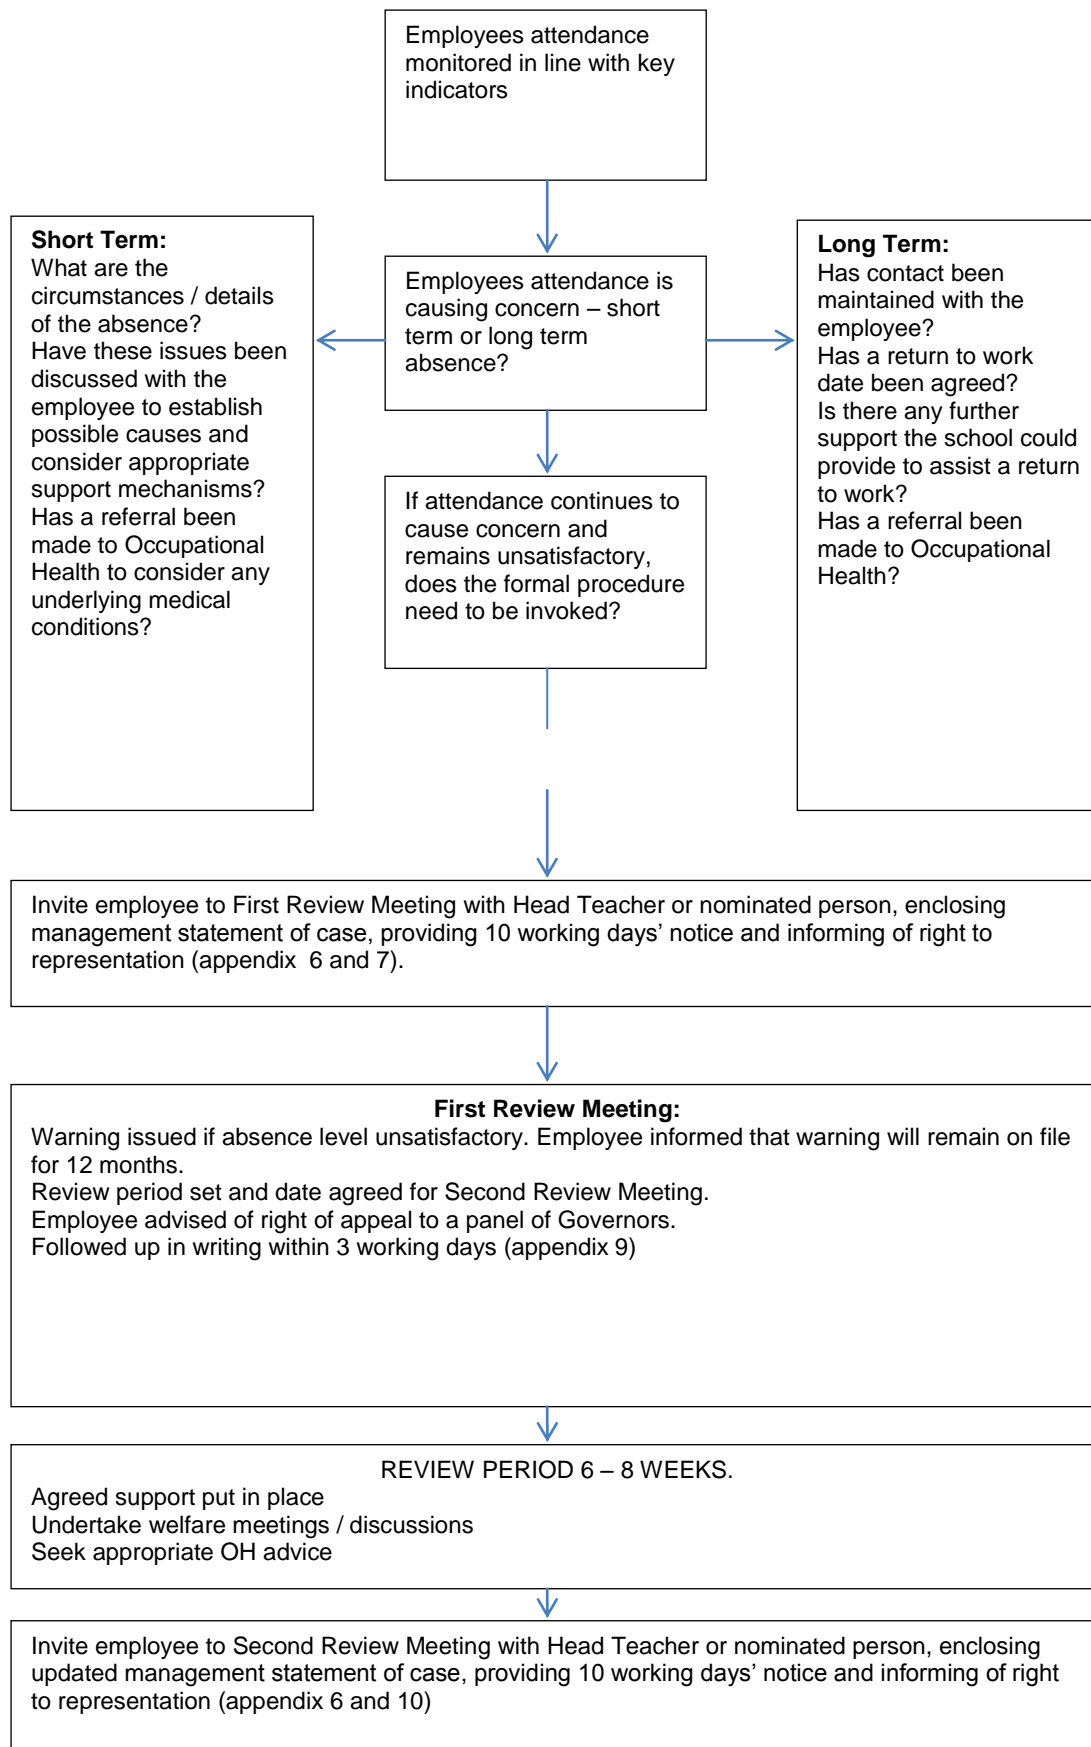 Employees attendance
monitored in line with key
indicators
Short Term:
What are the
circumstances / details
of the absence?
Have these issues been
discussed with the
employee to establish
possible causes and
consider appropriate
support mechanisms?
Has a referral been
made to Occupational
Health to consider any
underlying medical
conditions?
Employees attendance is
causing concern – short
term or long term
absence?
Long Term:
Has contact been
maintained with the
employee?
Has a return to work
date been agreed?
Is there any further
support the school could
provide to assist a return
to work?
Has a referral been
made to Occupational
Health?
If attendance continues to
cause concern and
remains unsatisfactory,
does the formal procedure
need to be invoked?
Invite employee to First Review Meeting with Head Teacher or nominated person, enclosing
management statement of case, providing 10 working days’ notice and informing of right to
representation (appendix  6 and 7).
First Review Meeting:
Warning issued if absence level unsatisfactory. Employee informed that warning will remain on file
for 12 months.
Review period set and date agreed for Second Review Meeting.
Employee advised of right of appeal to a panel of Governors.
Followed up in writing within 3 working days (appendix 9)
REVIEW PERIOD 6 – 8 WEEKS.
Agreed support put in place
Undertake welfare meetings / discussions
Seek appropriate OH advice
Invite employee to Second Review Meeting with Head Teacher or nominated person, enclosing
updated management statement of case, providing 10 working days’ notice and informing of right
to representation (appendix 6 and 10)